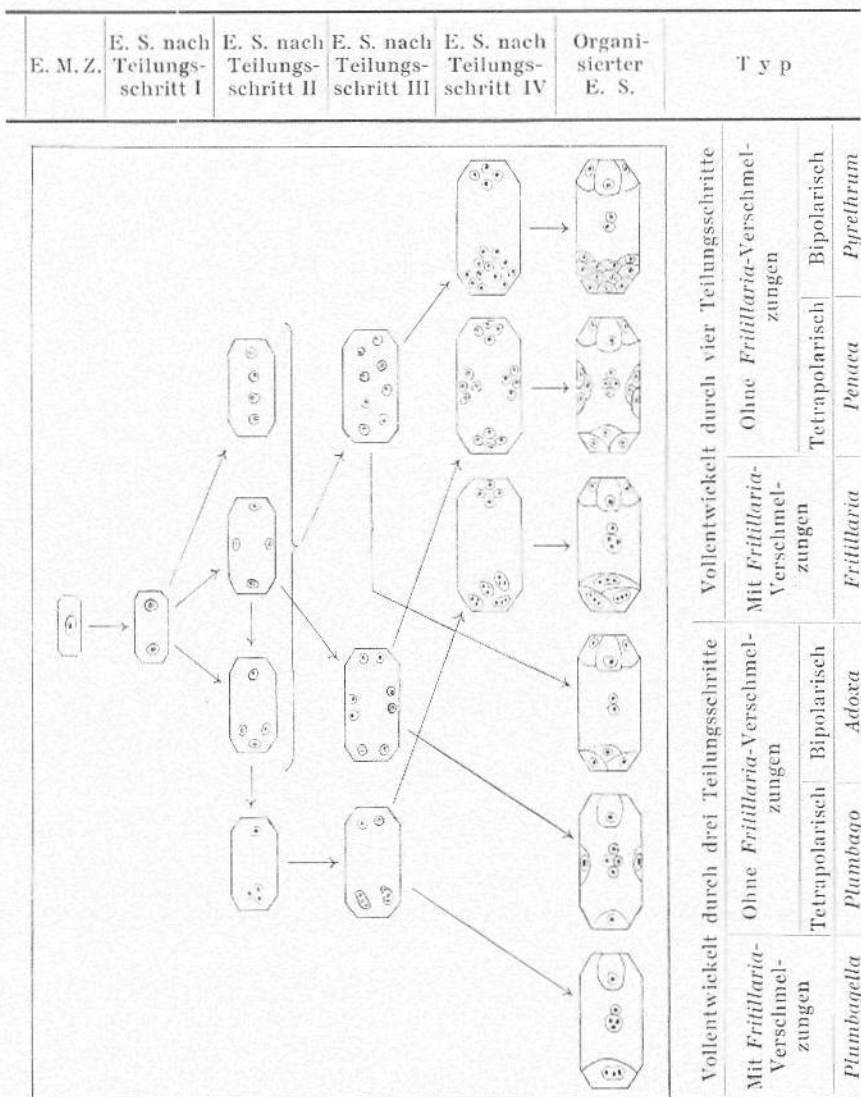 E. M. Z.
E. S. nach
Teilungs-
schritt I
E. S. nach
Teilungs-
schritt II
E. S. nach
Teilungs-
schritt III
E. S. nach
Teilungs-
schritt IV
Organi-
sierter
E. S.
Typ
Vollentwickelt durch vier Teilungsschritte
Ohne Fritillaria-Verschmel-
zungen
Bipolarisch
Pyrethrum
Tetrapolarisch
Penaea
Mit Fritillaria-
Verschmel-
zungen
Fritillaria
Vollentwickelt durch drei Teilungsschritte
Ohne Fritillaria-Verschmel-
zungen
Bipolarisch
Adoxa
Tetrapolarisch
Plumbago
Mit Fritillaria-
Verschmel-
zungen
Plumbagella